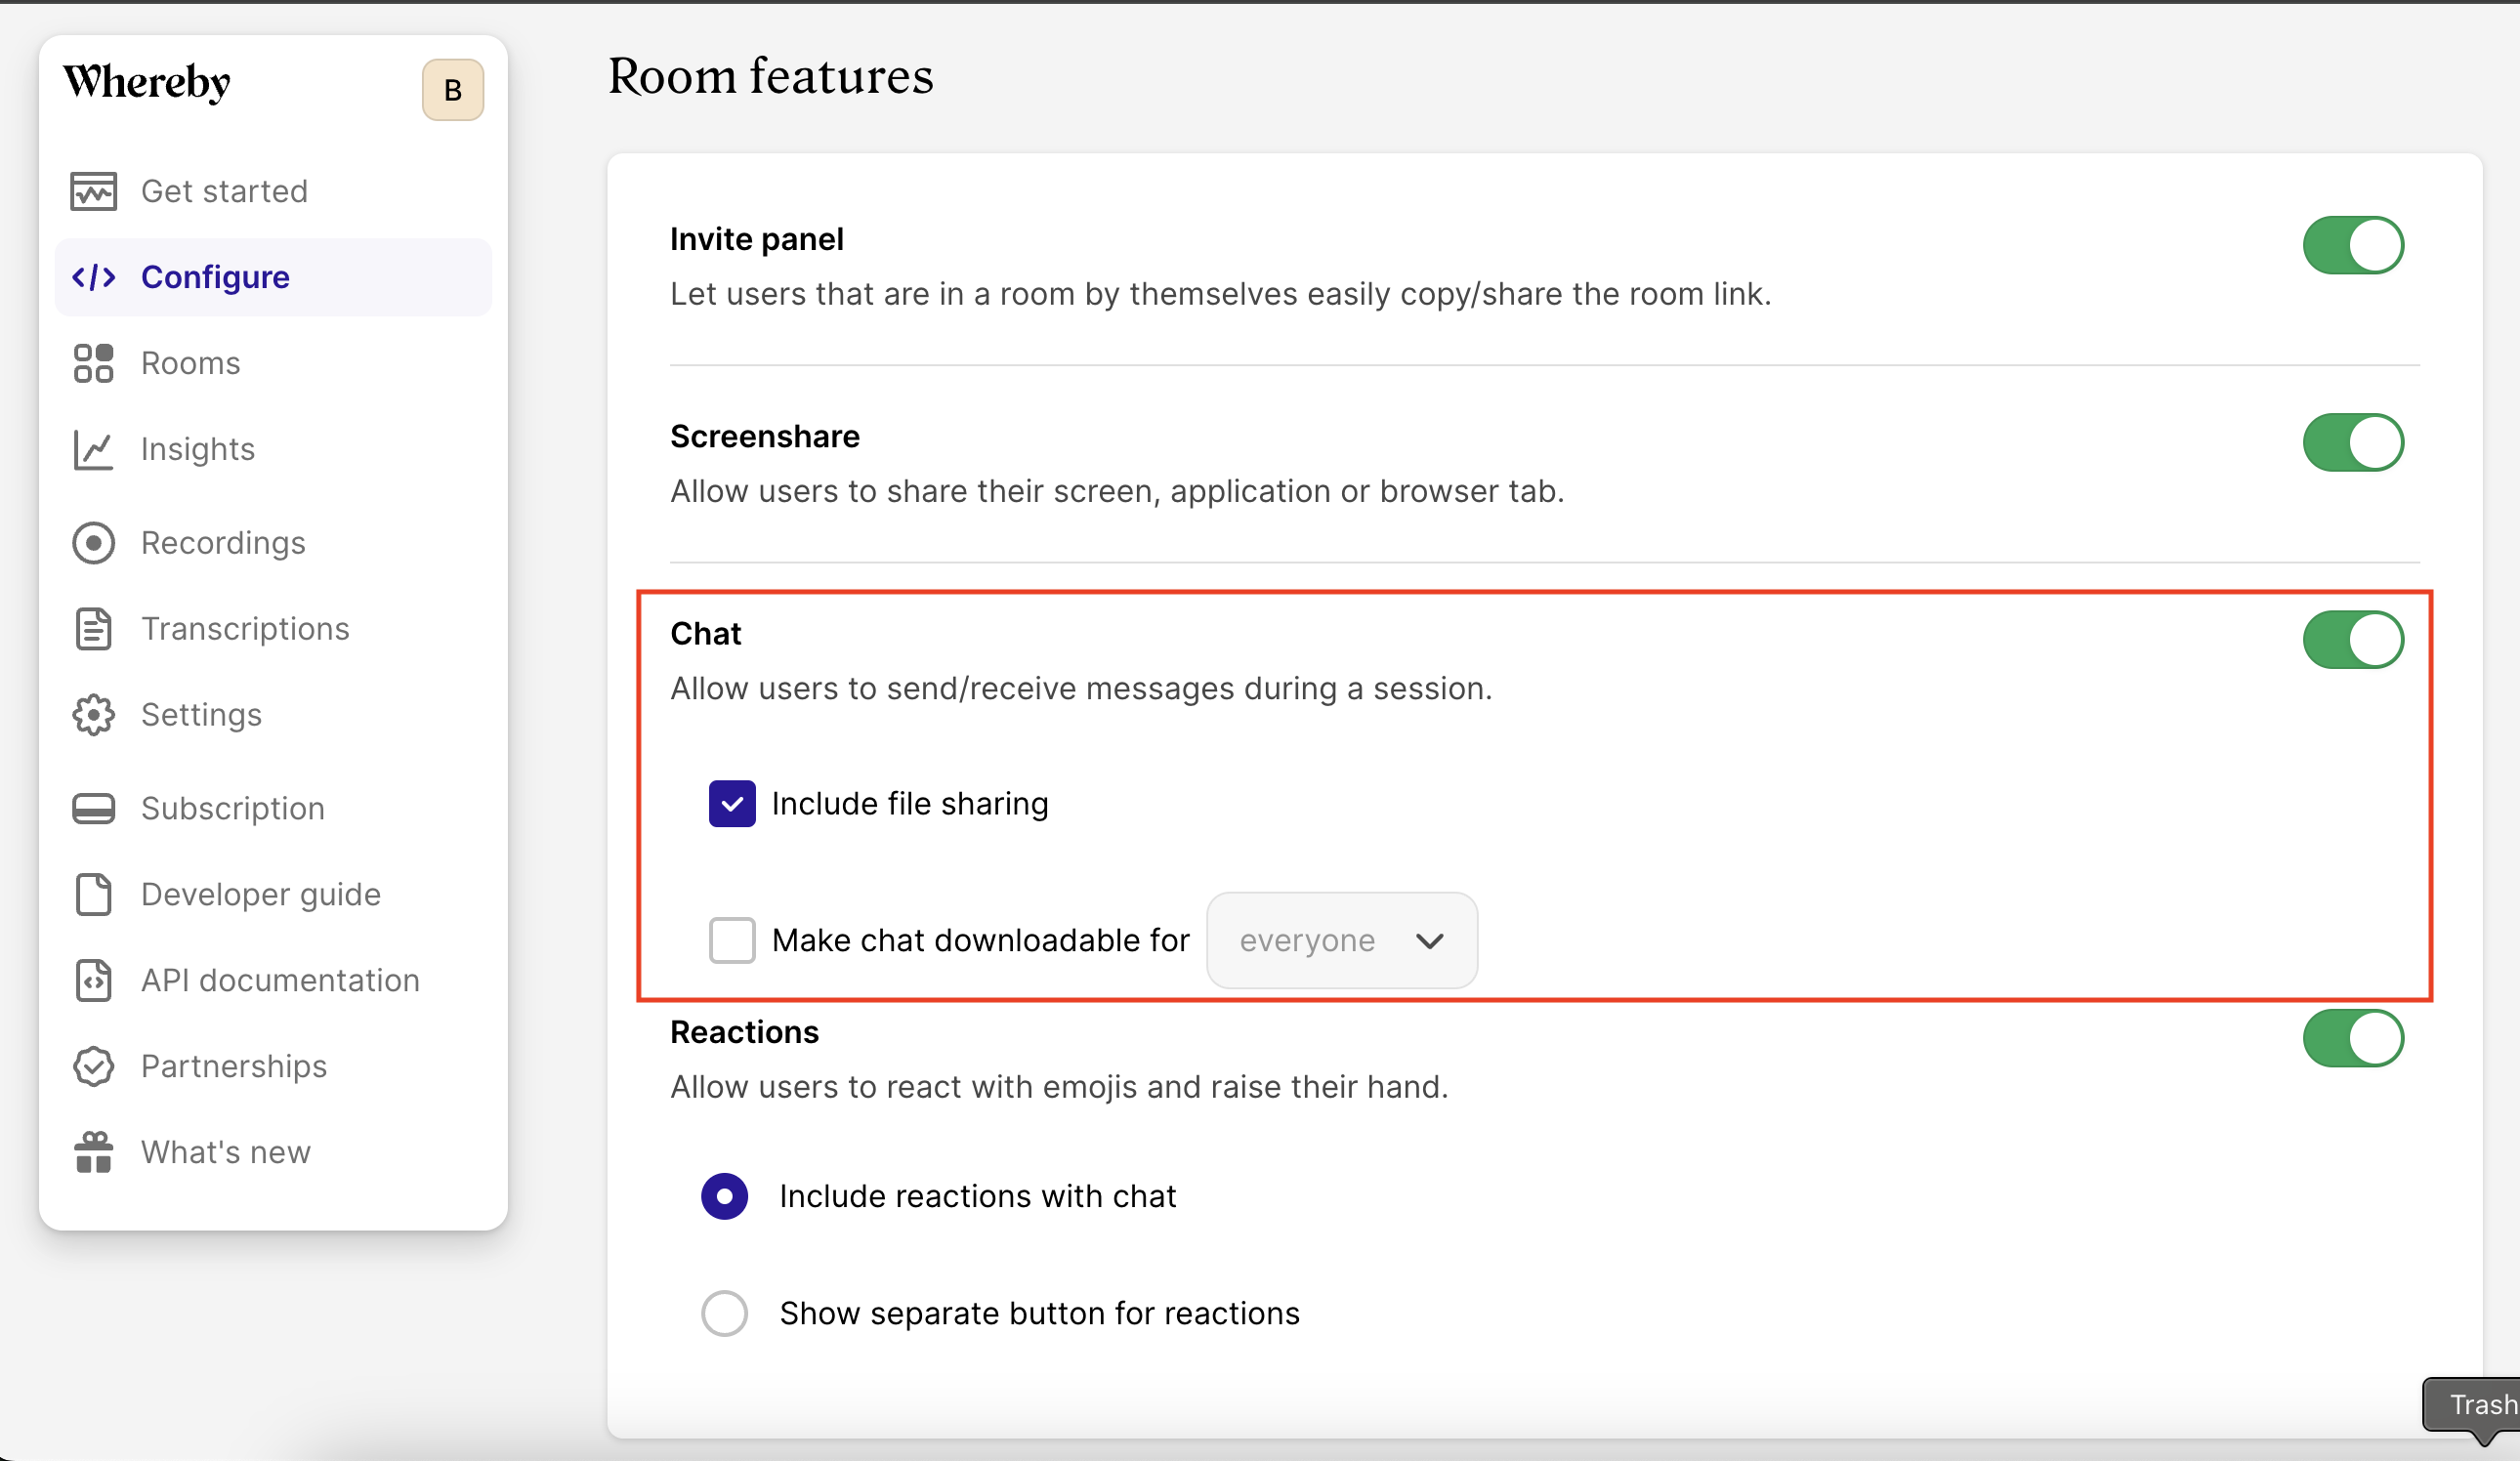 Whereby
B
Get started
Configure
Rooms
Insights
Recordings
Transcriptions
Settings
Subscription
Developer guide
API documentation
Partnerships
What's new
Room features
Invite panel
Let users that are in a room by themselves easily copy/share the room link.
Screenshare
Allow users to share their screen, application or browser tab.
Chat
Allow users to send/receive messages during a session.
Include file sharing
Make chat downloadable for everyone
Reactions
Allow users to react with emojis and raise their hand.
Include reactions with chat
Show separate button for reactions
Trash